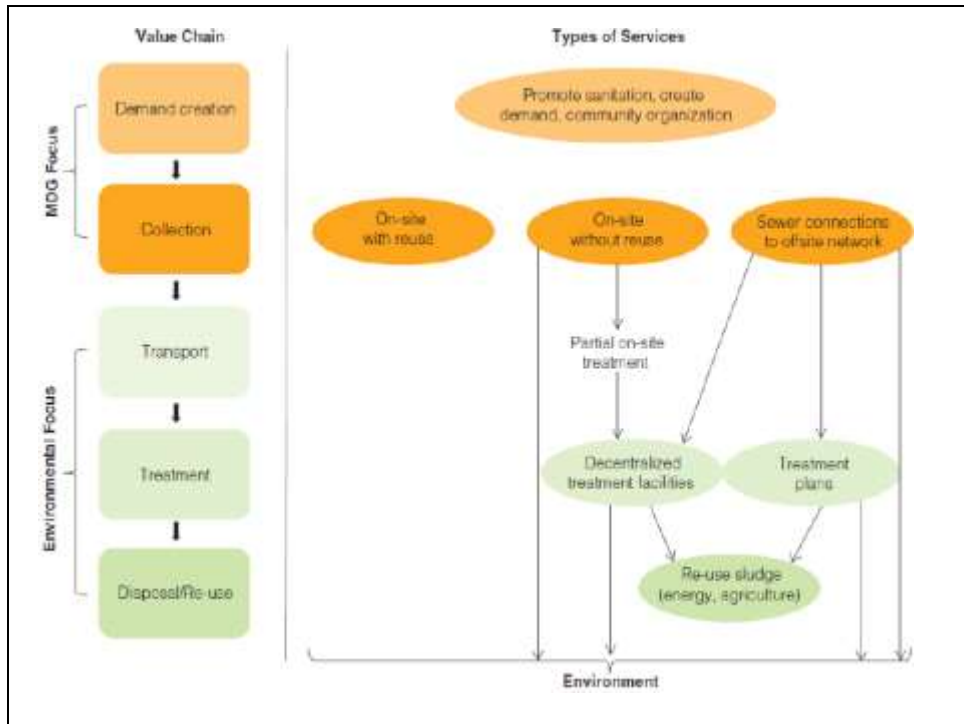 Value Chain
Types of Services
MOG Focus
Demand creation
Promote sanitation, create
demand, community organization
Collection
On-site
with reuse
On-site
without reuse
Sewer connections
to offsite network
Environmental Focus
Transport
Partial on-site
treatment
Treatment
Decentralized
treatment facilities
Treatment
plans
Disposal/Re-use
Re-use sludge
(energy, agriculture)
Environment